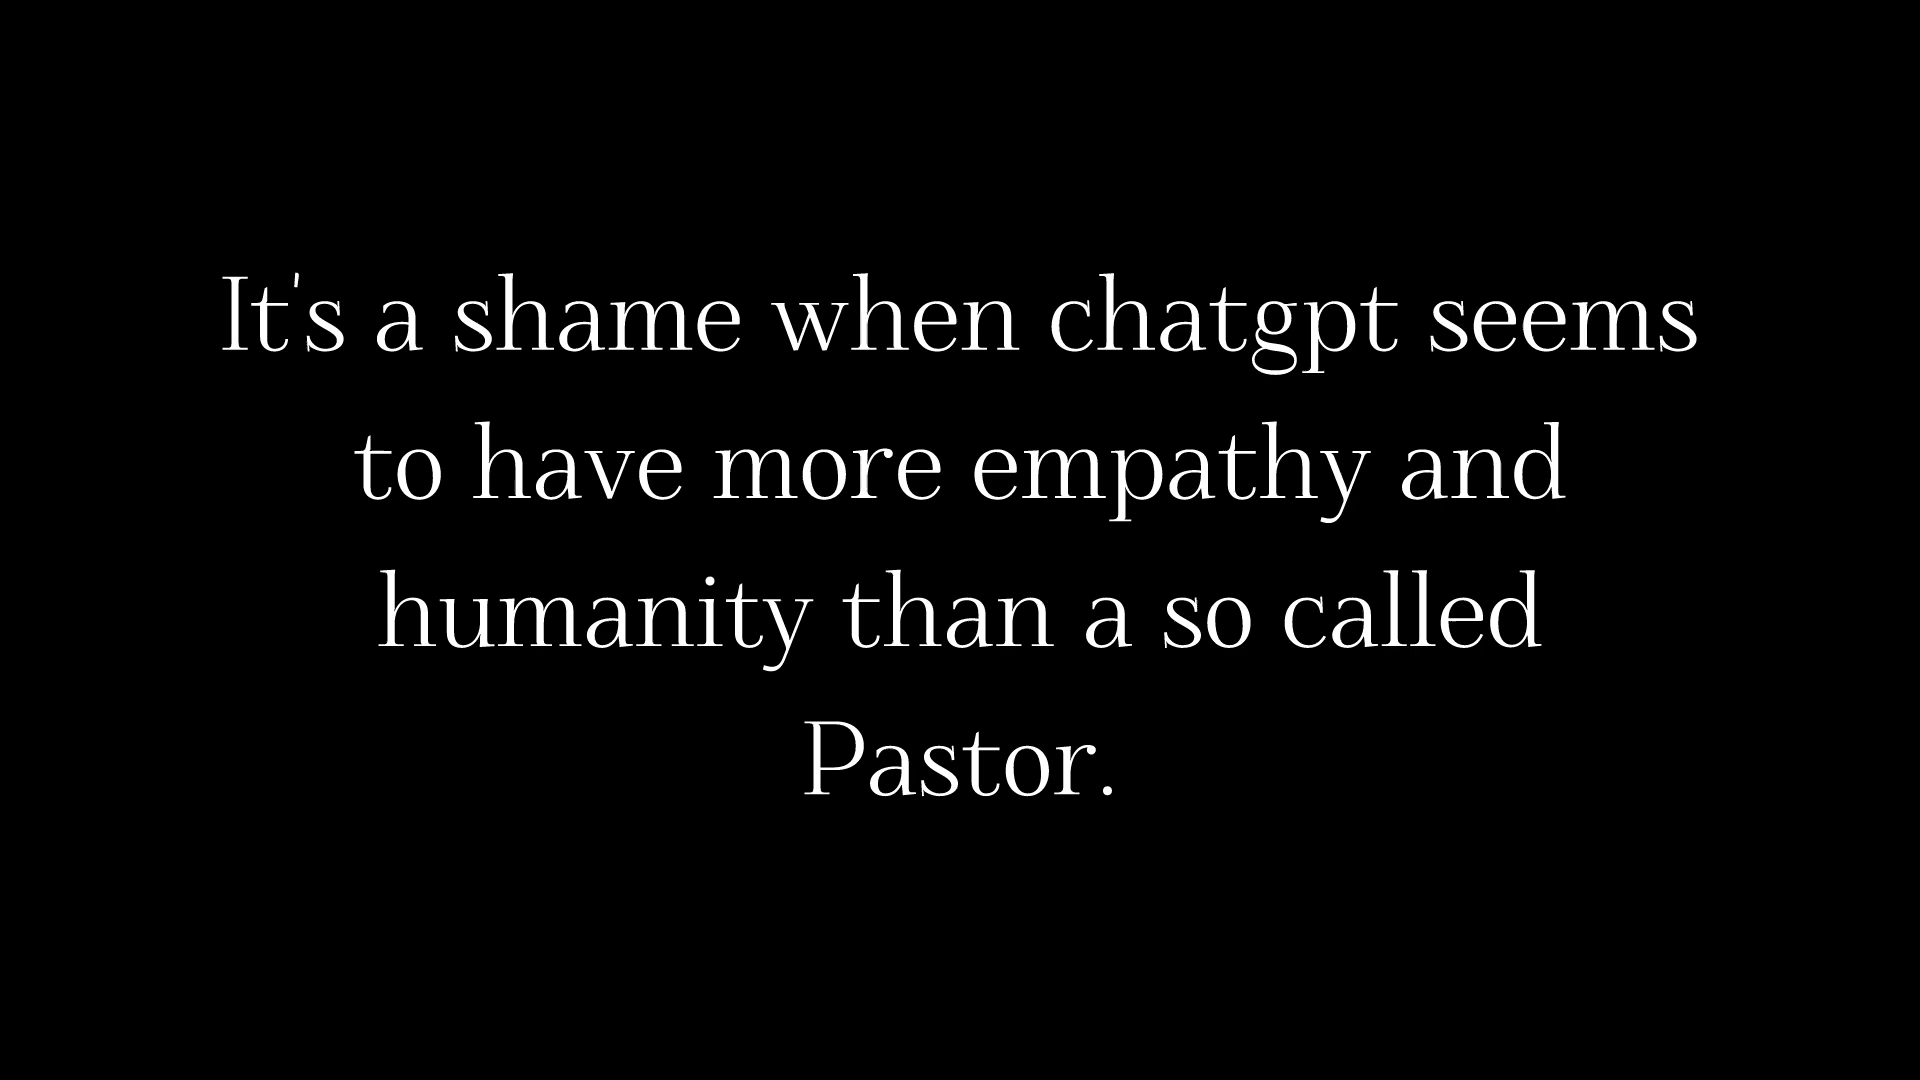 It's a shame when chatgpt seems
to have more empathy and
humanity than a so called
Pastor.